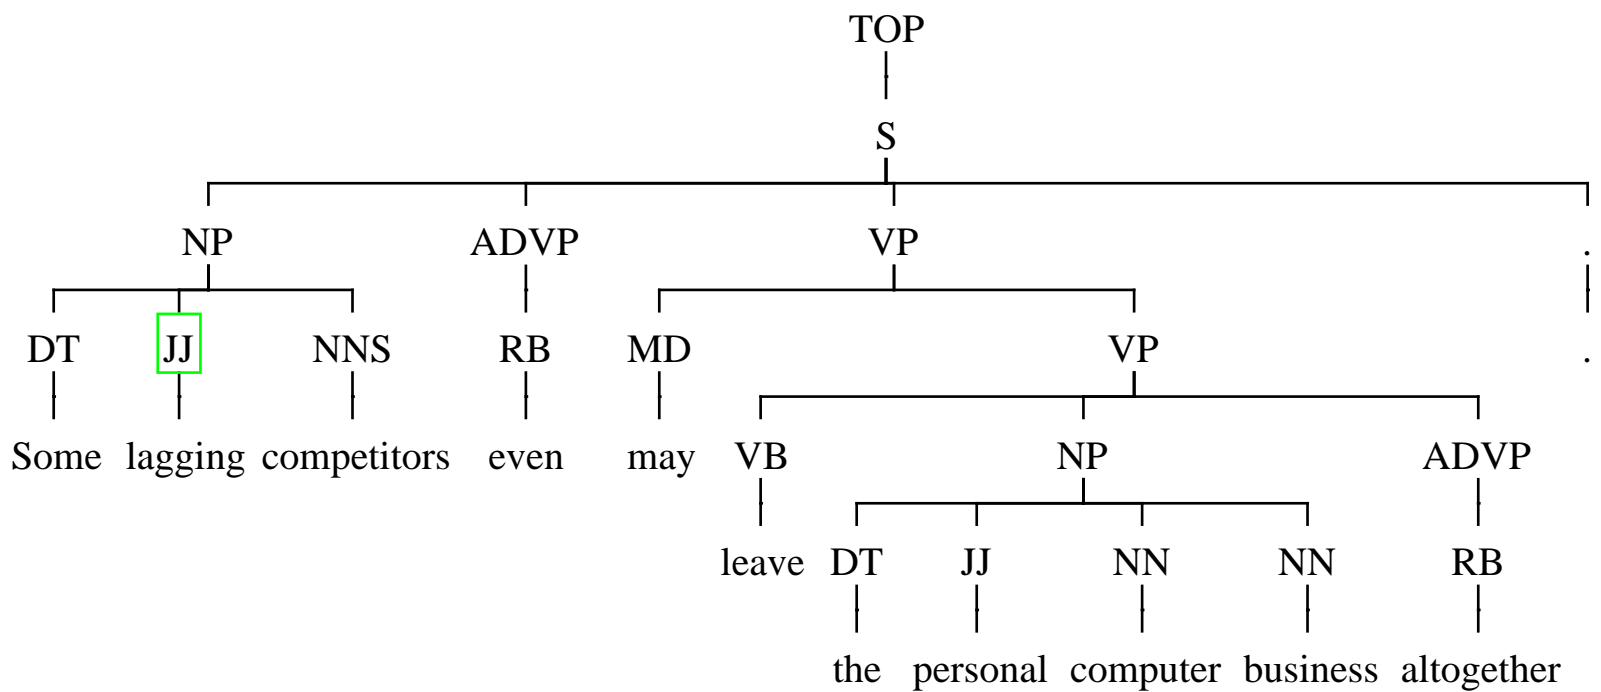 TOP
S
NP ADVP VP .
DT JJ NNS RB MD VP .
Some lagging competitors even may VB NP ADVP
leave DT JJ NN NN RB
the personal computer business altogether